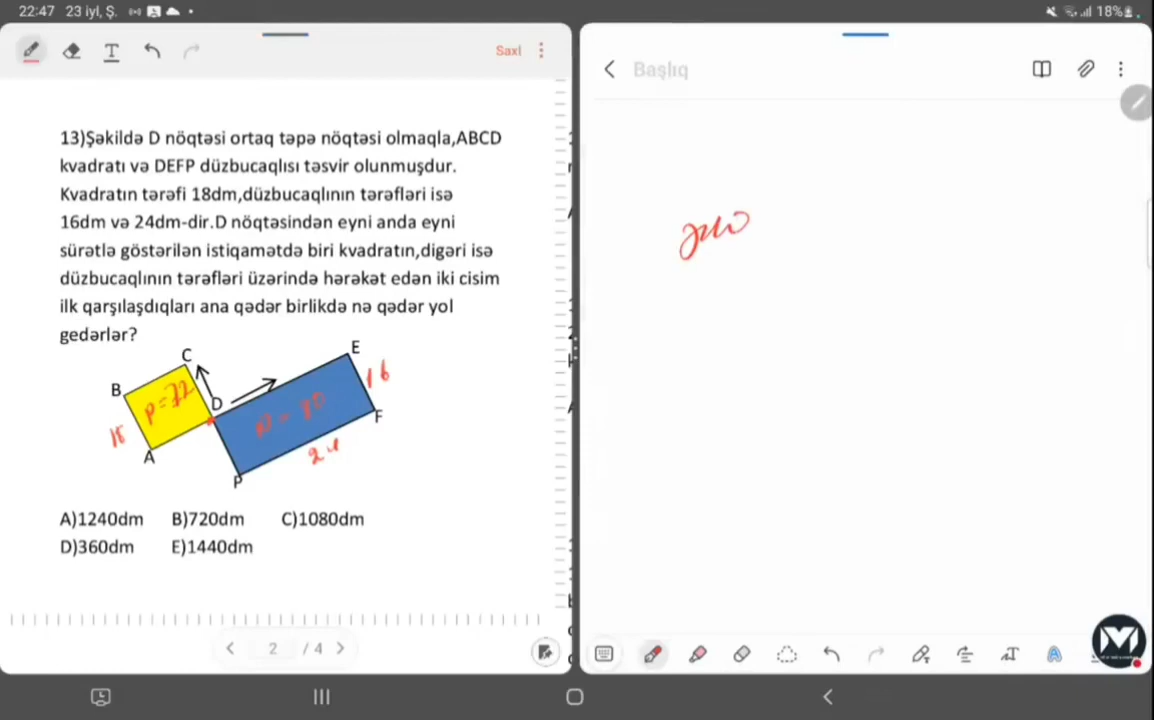 22:47 23 iyl, Ş.
18%
Saxl
Başlıq
13)Şəkildə D nöqtəsi ortaq təpə nöqtəsi olmaqla,ABCD
kvadratı və DEFP düzbucaqlısı təsvir olunmuşdur.
Kvadratın tərəfi 18dm,düzbucaqlının tərəfləri isə
16dm və 24dm-dir.D nöqtəsindən eyni anda eyni
sürətlə göstərilən istiqamətdə biri kvadratın,digəri isə
düzbucaqlının tərəfləri üzərində hərəkət edən iki cisim
ilk qarşılaşdıqları ana qədər birlikdə nə qədər yol
gedərlər?
C
E
B
P=72
D
16
P=80
F
18
24
A
P
A)1240dm B)720dm C)1080dm
D)360dm E)1440dm
2 / 4